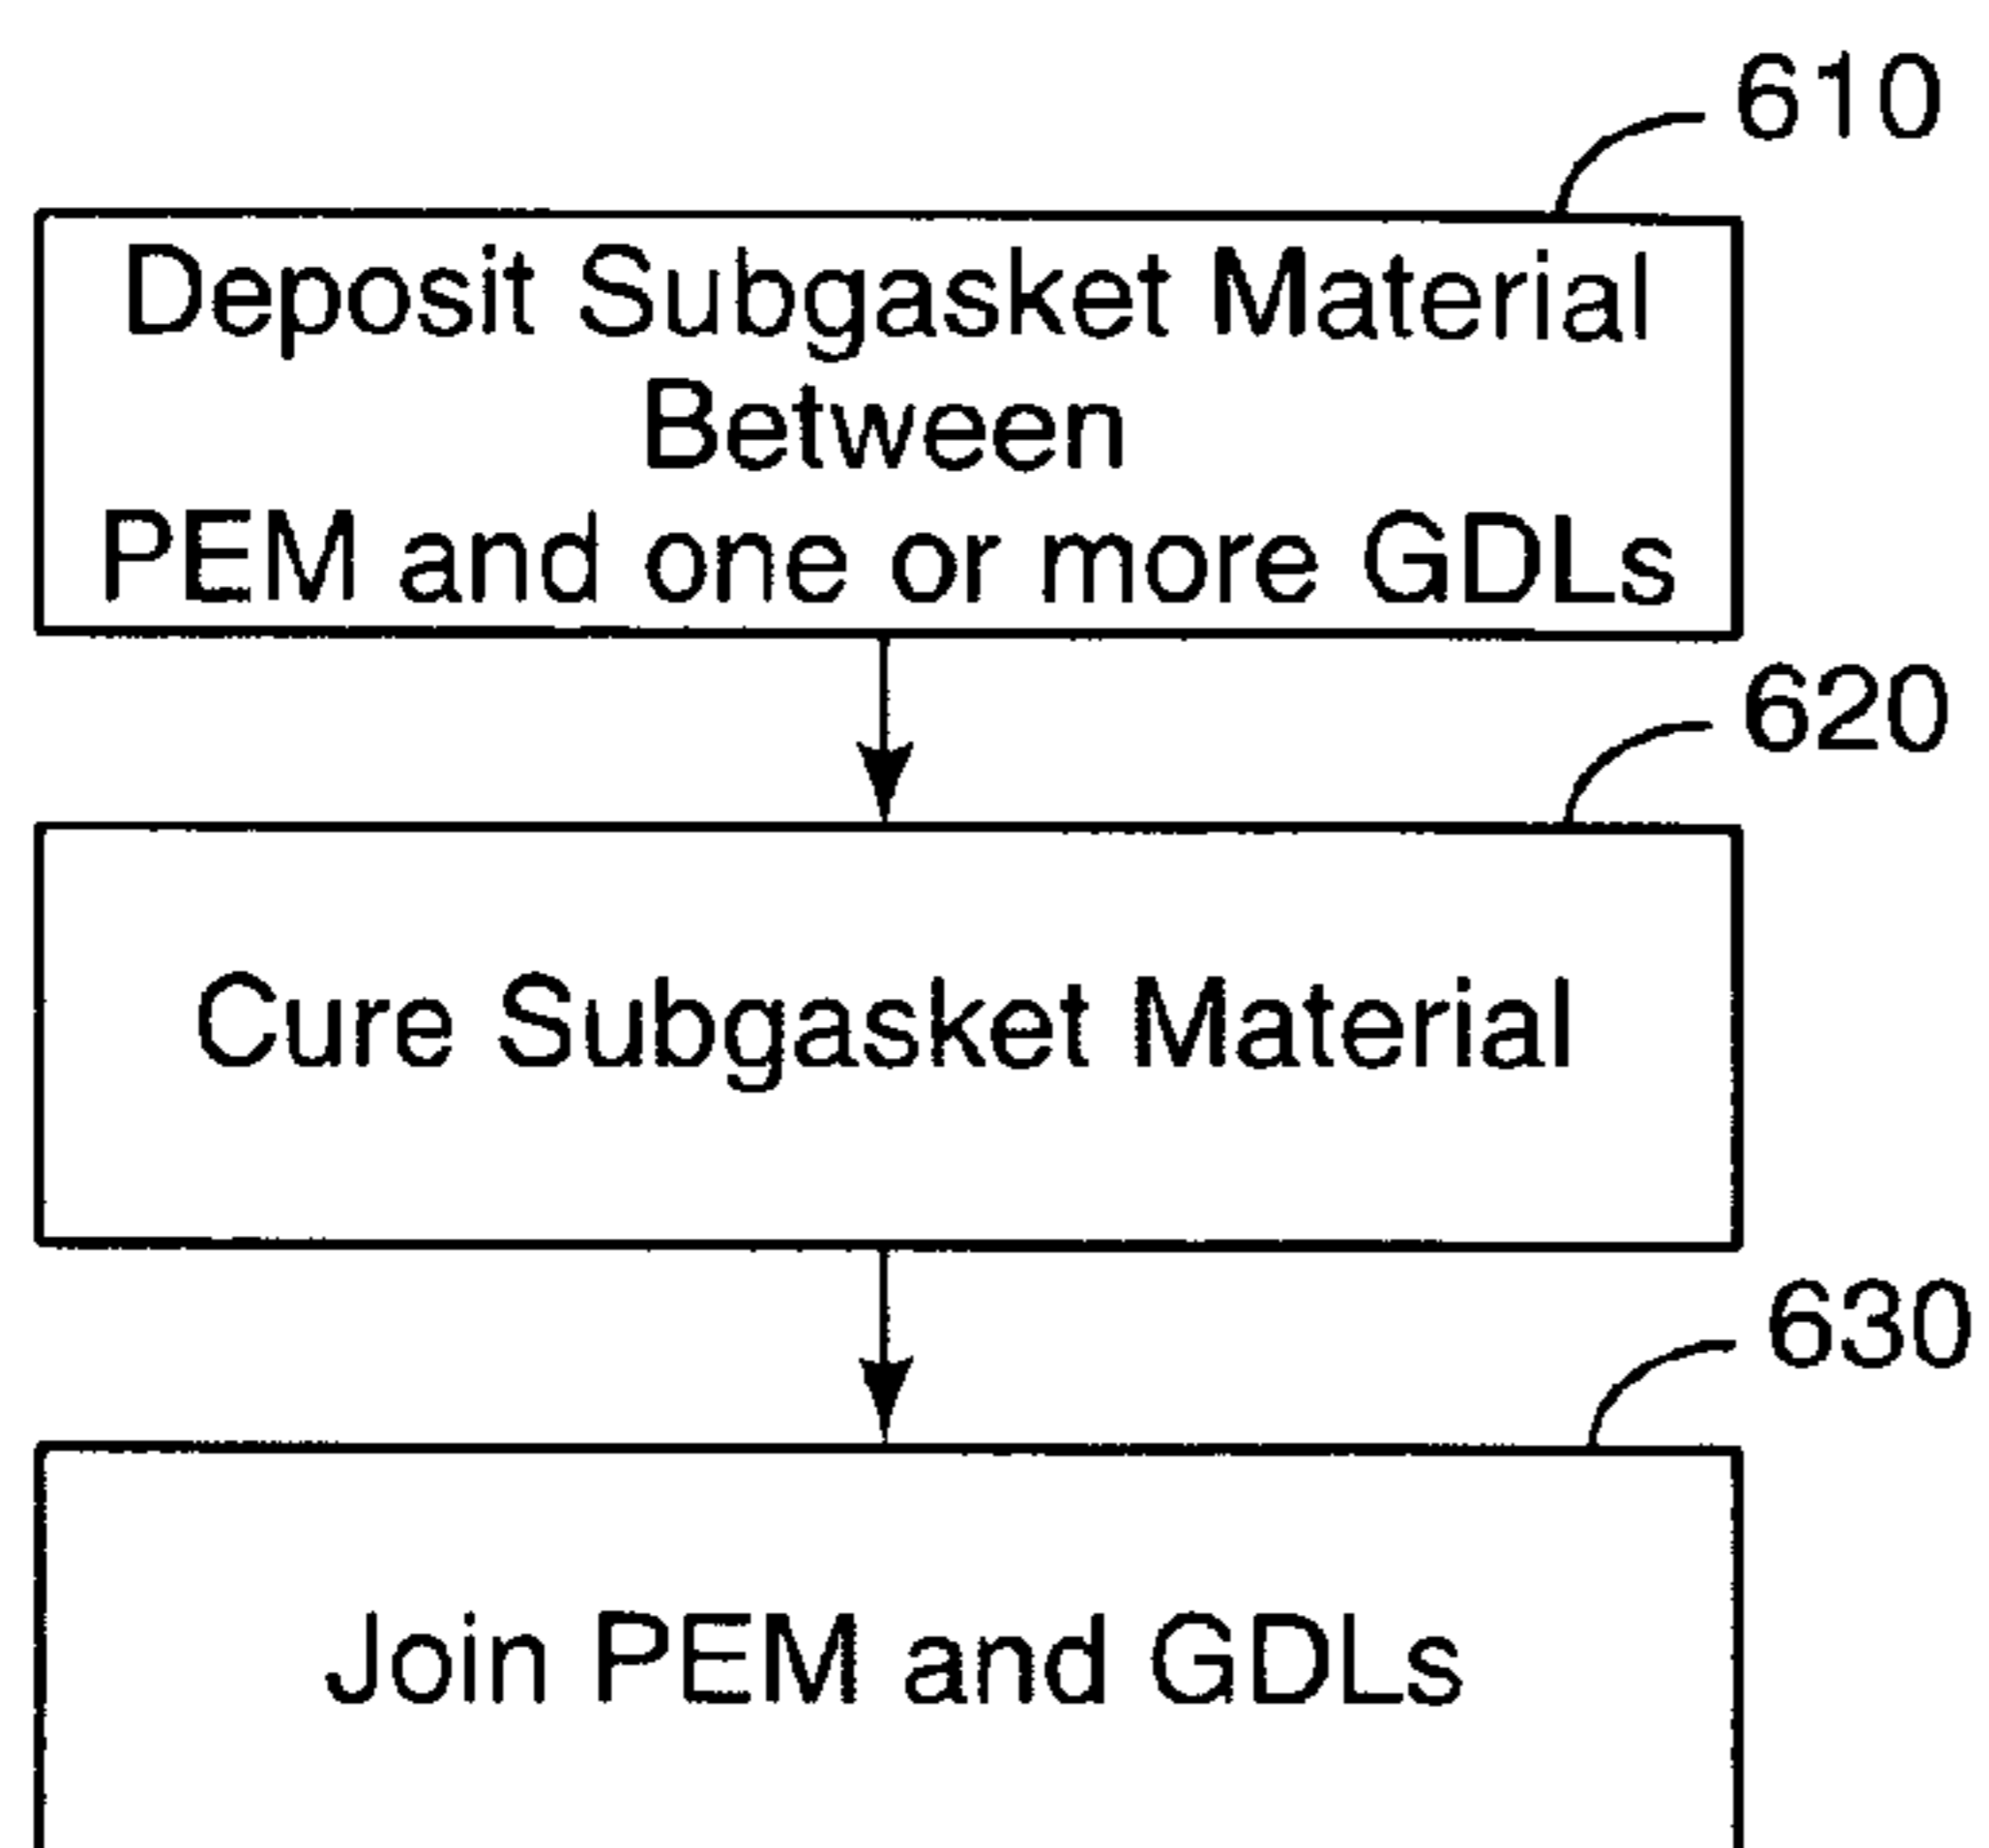 610
Deposit Subgasket Material
Between
PEM and one or more GDLs
620
Cure Subgasket Material
630
Join PEM and GDLs